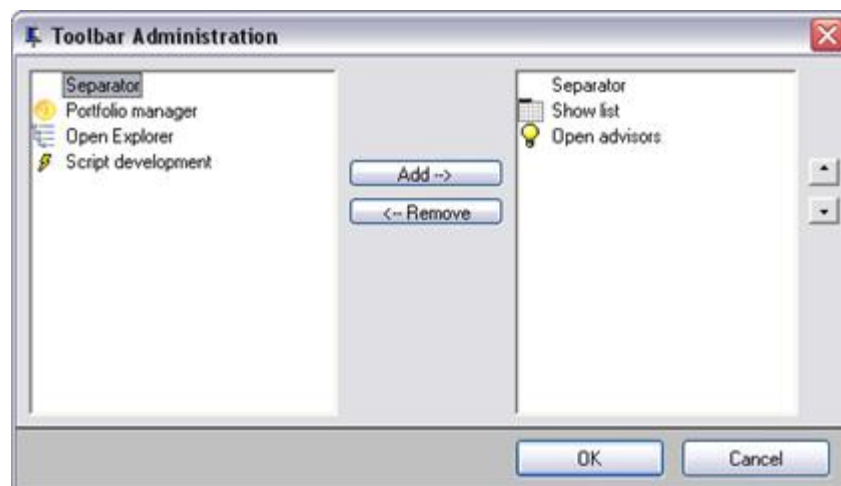 Toolbar Administration
Separator
Portfolio manager
Open Explorer
Script development
Add -->
<-- Remove
Separator
Show list
Open advisors
OK
Cancel